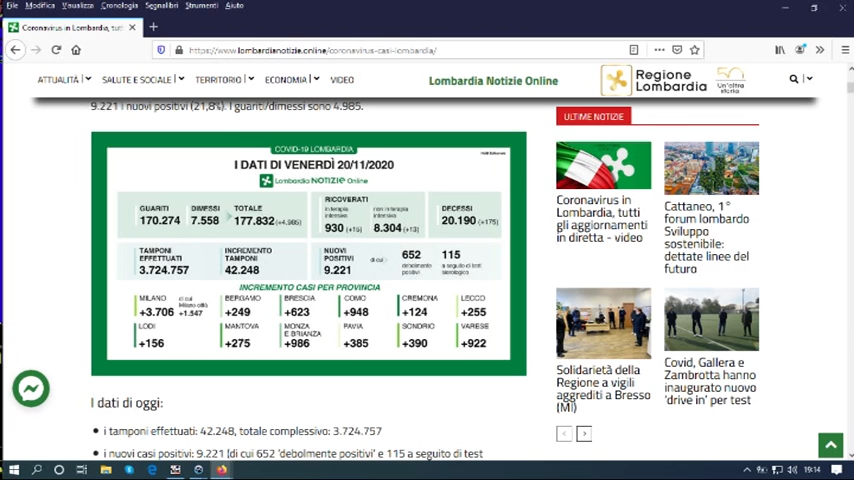 File Modifica Visualizza Cronologia Segnalibri Strumenti Aiuto
Coronavirus in Lombardia, tutt
https://www.lombardianotizie.online/coronavirus-casi-lombardia/
ATTUALITÀ SALUTE E SOCIALE TERRITORIO ECONOMIA VIDEO
Lombardia Notizie Online
Regione Lombardia
50
Un'altra storia
9.221 i nuovi positivi (21,8%). I guariti/dimessi sono 4.985.
COVID-19 LOMBARDIA
I DATI DI VENERDÌ 20/11/2020
Lombardia NOTIZIE Online
GUARITI DIMESSI TOTALE
170.274 7.558 177.832 (+4.985)
RICOVERATI
in terapia intensiva non in terapia intensiva
930 (+15) 8.304 (+13)
DECESSI
20.190 (+175)
TAMPONI EFFETTUATI
3.724.757
INCREMENTO TAMPONI
42.248
NUOVI POSITIVI
9.221
di cui
652
debolmente positivi
115
a seguito di test sierologico
INCREMENTO CASI PER PROVINCIA
MILANO di cui Milano città BERGAMO BRESCIA COMO CREMONA LECCO
+3.706 +1.547 +249 +623 +948 +124 +255
LODI MANTOVA MONZA E BRIANZA PAVIA SONDRIO VARESE
+156 +275 +986 +385 +390 +922
I dati di oggi:
i tamponi effettuati: 42.248, totale complessivo: 3.724.757
i nuovi casi positivi: 9.221 (di cui 652 'debolmente positivi' e 115 a seguito di test
ULTIME NOTIZIE
Coronavirus in
Lombardia, tutti
gli aggiornamenti
in diretta - video
Cattaneo, 1°
forum lombardo
Sviluppo
sostenibile:
dettate linee del
futuro
Solidarietà della
Regione a vigili
aggrediti a Bresso
(MI)
Covid, Gallera e
Zambrotta hanno
inaugurato nuovo
'drive in' per test
19:14